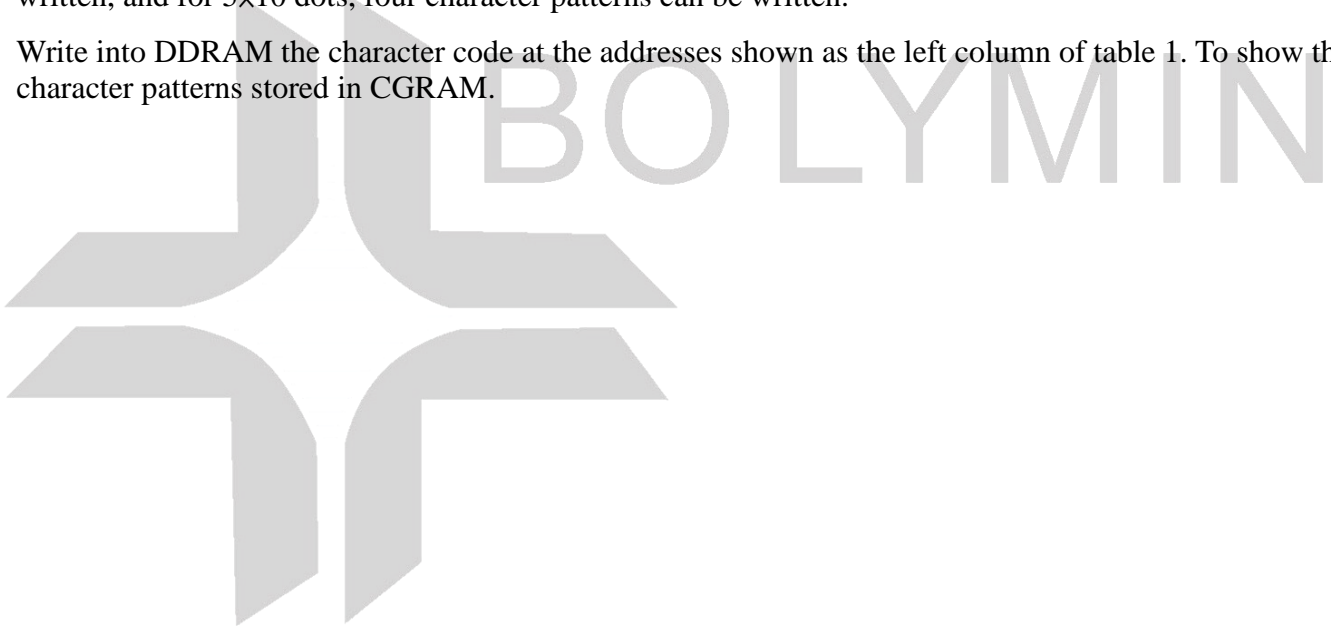 written, and for 5×10 dots, four character patterns can be written.
Write into DDRAM the character code at the addresses shown as the left column of table 1. To show th
character patterns stored in CGRAM.
BOLYMIN